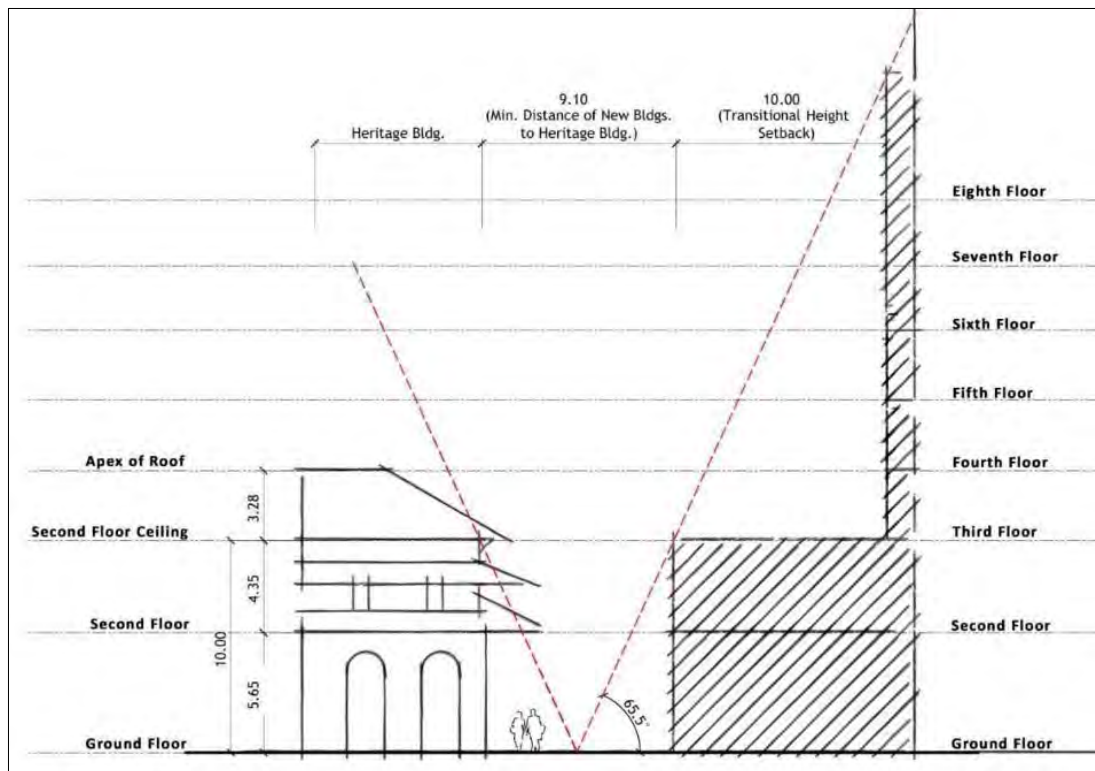 9.10
(Min. Distance of New Bldgs.
to Heritage Bldg.)
10.00
(Transitional Height
Setback)
Heritage Bldg.
Eighth Floor
Seventh Floor
Sixth Floor
Fifth Floor
Apex of Roof
Fourth Floor
3.28
Second Floor Ceiling
Third Floor
4.35
Second Floor
Second Floor
10.00
5.65
65.5°
Ground Floor
Ground Floor